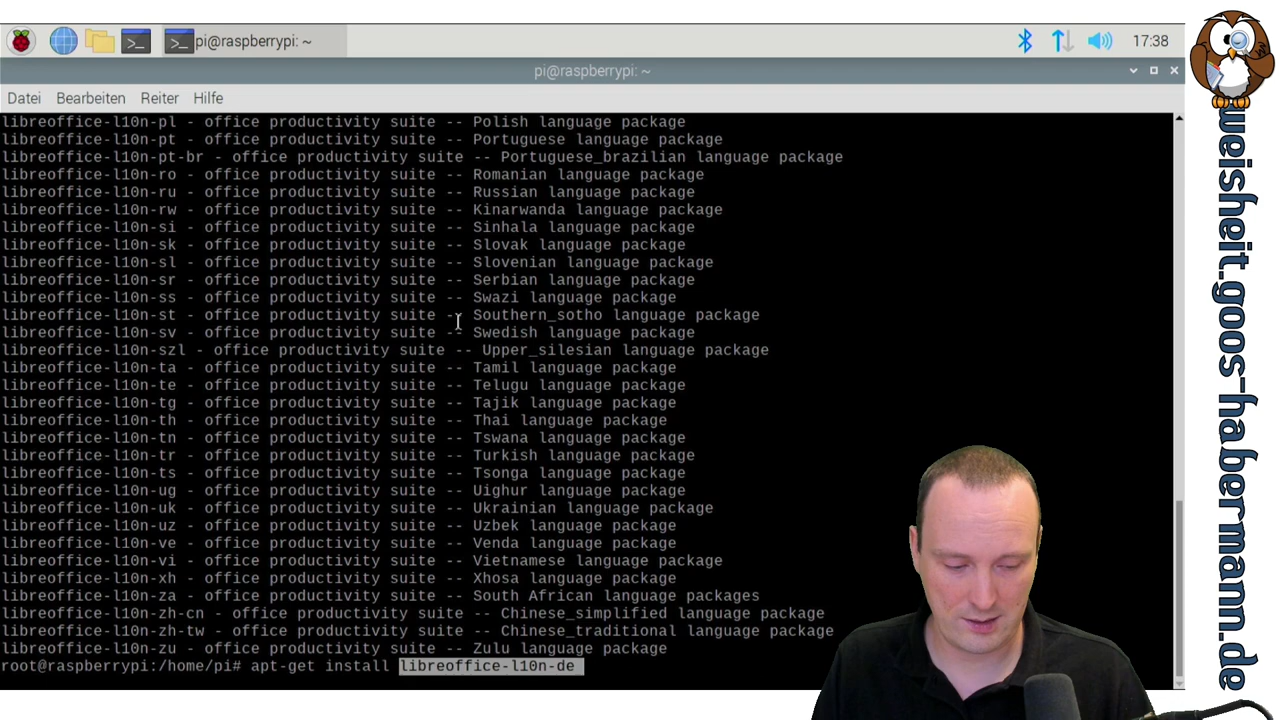 pi@raspberrypi: ~
17:38
pi@raspberrypi: ~
Datei Bearbeiten Reiter Hilfe
libreoffice-l10n-pl - office productivity suite -- Polish language package
libreoffice-l10n-pt - office productivity suite -- Portuguese language package
libreoffice-l10n-pt-br - office productivity suite -- Portuguese_brazilian language package
libreoffice-l10n-ro - office productivity suite -- Romanian language package
libreoffice-l10n-ru - office productivity suite -- Russian language package
libreoffice-l10n-rw - office productivity suite -- Kinarwanda language package
libreoffice-l10n-si - office productivity suite -- Sinhala language package
libreoffice-l10n-sk - office productivity suite -- Slovak language package
libreoffice-l10n-sl - office productivity suite -- Slovenian language package
libreoffice-l10n-sr - office productivity suite -- Serbian language package
libreoffice-l10n-ss - office productivity suite -- Swazi language package
libreoffice-l10n-st - office productivity suite -- Southern_sotho language package
libreoffice-l10n-sv - office productivity suite -- Swedish language package
libreoffice-l10n-szl - office productivity suite -- Upper_silesian language package
libreoffice-l10n-ta - office productivity suite -- Tamil language package
libreoffice-l10n-te - office productivity suite -- Telugu language package
libreoffice-l10n-tg - office productivity suite -- Tajik language package
libreoffice-l10n-th - office productivity suite -- Thai language package
libreoffice-l10n-tn - office productivity suite -- Tswana language package
libreoffice-l10n-tr - office productivity suite -- Turkish language package
libreoffice-l10n-ts - office productivity suite -- Tsonga language package
libreoffice-l10n-ug - office productivity suite -- Uighur language package
libreoffice-l10n-uk - office productivity suite -- Ukrainian language package
libreoffice-l10n-uz - office productivity suite -- Uzbek language package
libreoffice-l10n-ve - office productivity suite -- Venda language package
libreoffice-l10n-vi - office productivity suite -- Vietnamese language package
libreoffice-l10n-xh - office productivity suite -- Xhosa language package
libreoffice-l10n-za - office productivity suite -- South African language packages
libreoffice-l10n-zh-cn - office productivity suite -- Chinese_simplified language package
libreoffice-l10n-zh-tw - office productivity suite -- Chinese_traditional language package
libreoffice-l10n-zu - office productivity suite -- Zulu language package
root@raspberrypi:/home/pi# apt-get install libreoffice-l10n-de
weisheit.goos-habermann.de